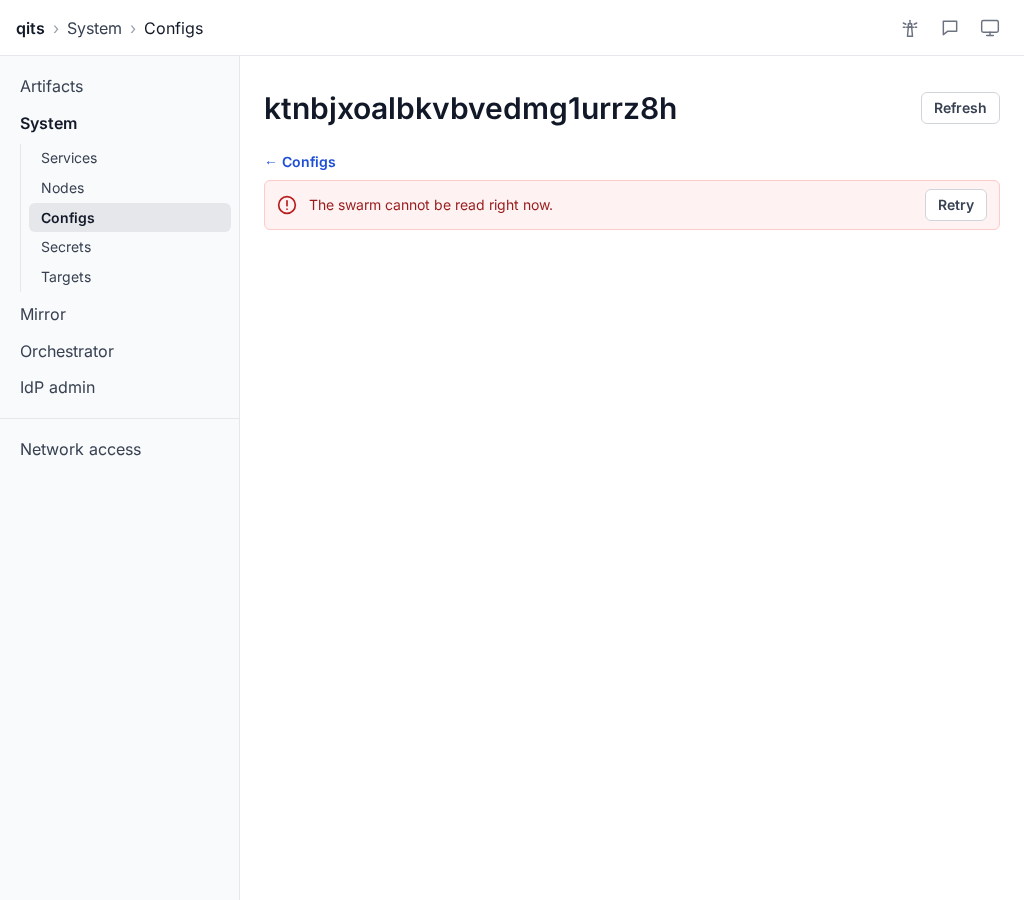 qits › System › Configs
Artifacts
System
Services
Nodes
Configs
Secrets
Targets
Mirror
Orchestrator
IdP admin
Network access
ktnbjxoalbkvbvedmg1urrz8h
Refresh
← Configs
The swarm cannot be read right now.
Retry